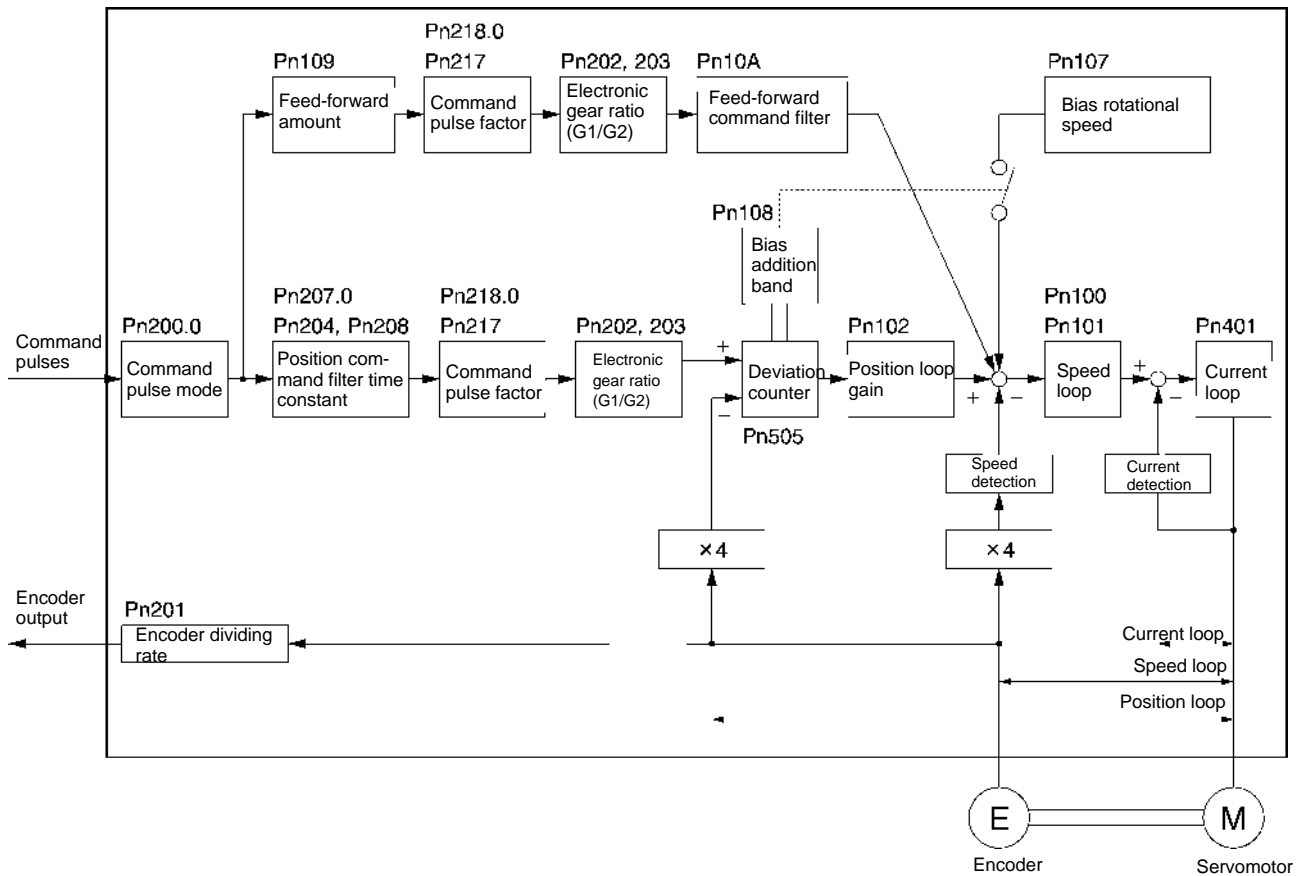 Pn218.0
Pn109
Pn217
Pn202, 203
Pn10A
Pn107
Feed-forward
amount
Command
pulse factor
Electronic
gear ratio
(G1/G2)
Feed-forward
command filter
Bias rotational
speed
Pn108
Bias
addition
band
Pn207.0
Pn218.0
Pn100
Command
pulses
Pn200.0
Pn204, Pn208
Pn217
Pn202, 203
Pn102
Pn101
Pn401
Command
pulse mode
Position com-
mand filter time
constant
Command
pulse factor
Electronic
gear ratio
(G1/G2)
+
−
Deviation
counter
Position loop
gain
+
−
Speed
loop
+
−
Current
loop
Pn505
Speed
detection
Current
detection
×4
×4
Encoder
output
Pn201
Encoder dividing
rate
Current loop
Speed loop
Position loop
E
M
Encoder
Servomotor